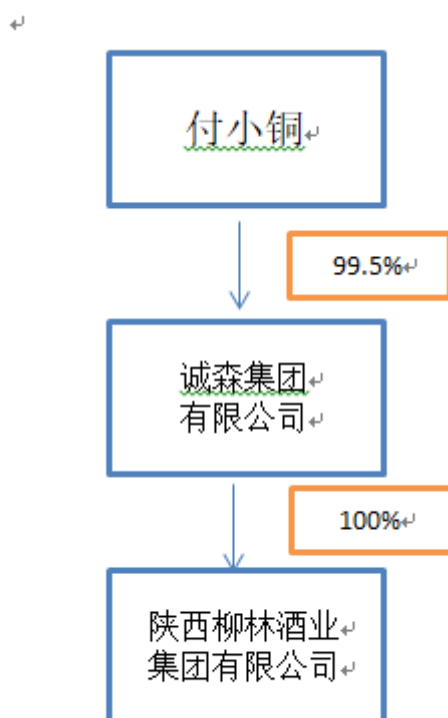 付小铜
99.5%
诚森集团
有限公司
100%
陕西柳林酒业
集团有限公司